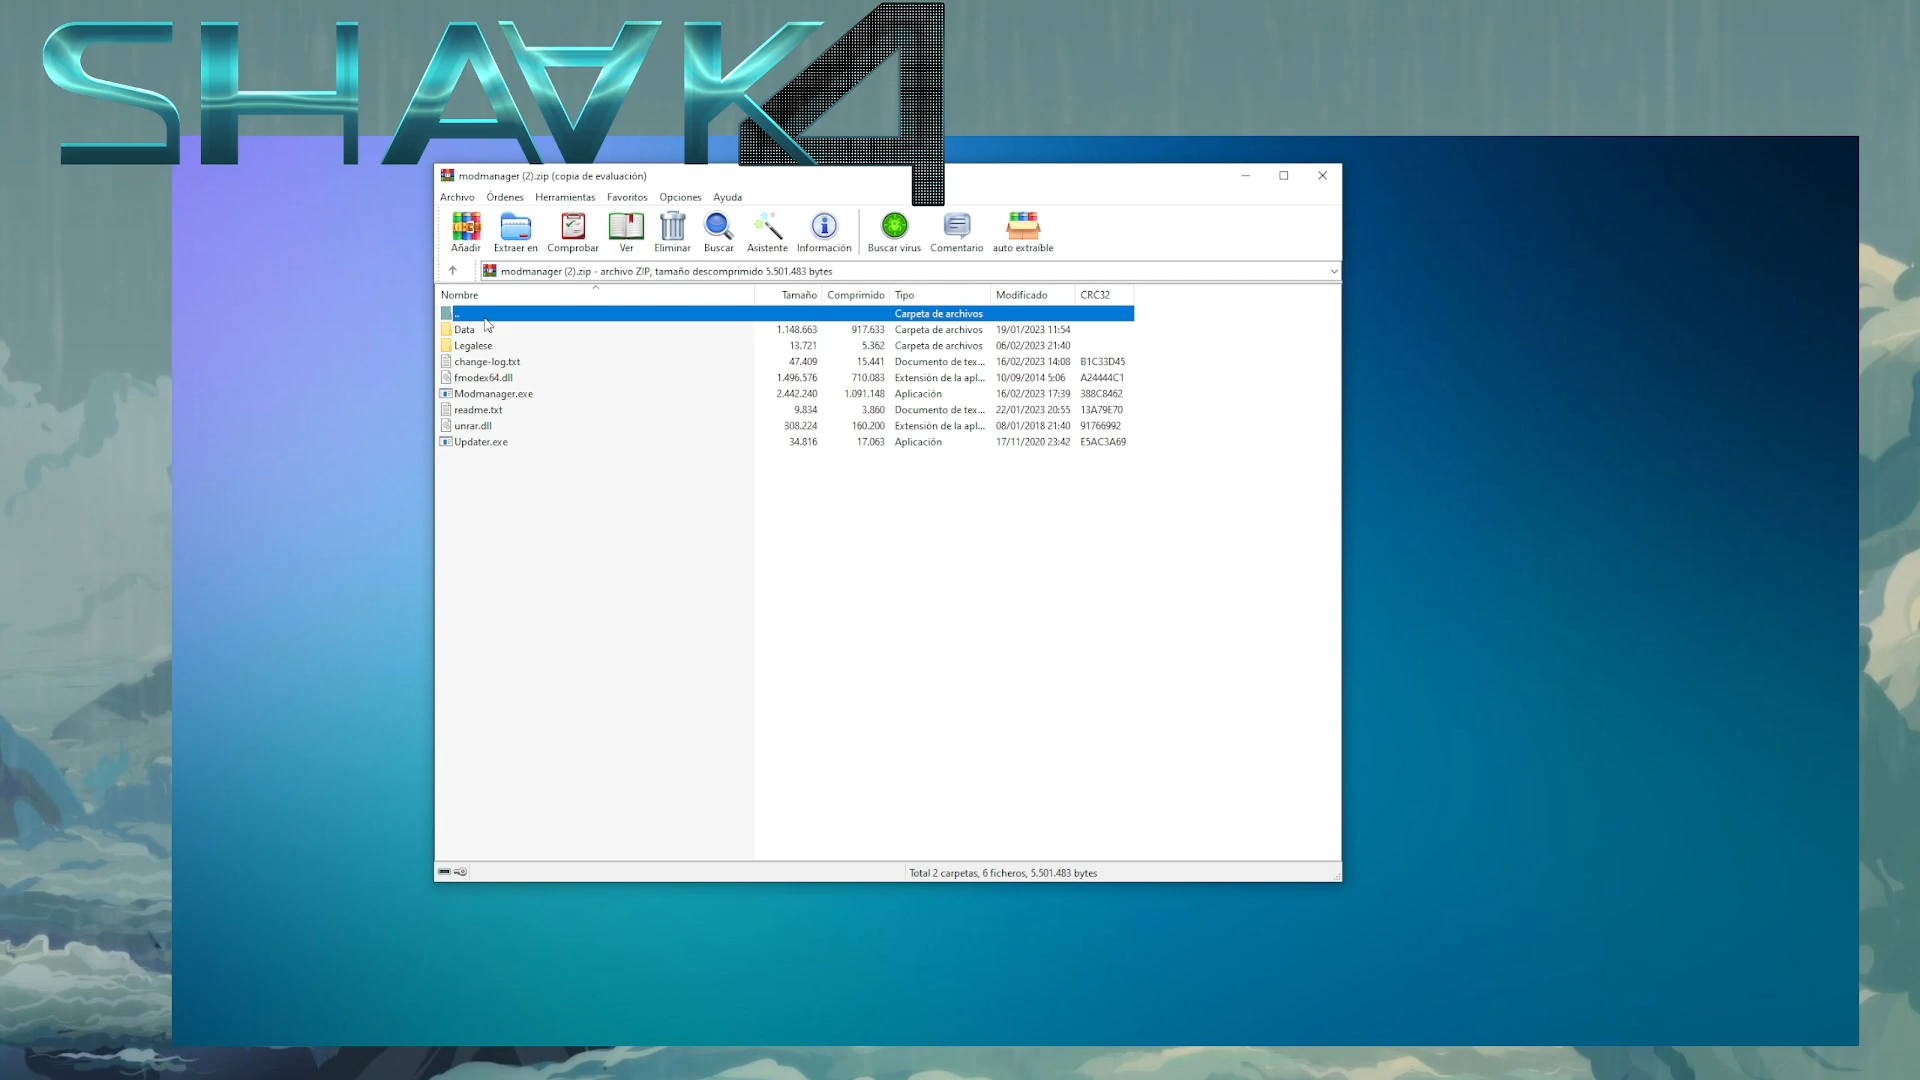 SHAAK4
modmanager (2).zip (copia de evaluación)
Archivo Órdenes Herramientas Favoritos Opciones Ayuda
Añadir Extraer en Comprobar Ver Eliminar Buscar Asistente Información Buscar virus Comentario auto extraíble
modmanager (2).zip - archivo ZIP, tamaño descomprimido 5.501.483 bytes
Nombre Tamaño Comprimido Tipo Modificado CRC32
.. Carpeta de archivos
Data 1.148.663 917.633 Carpeta de archivos 19/01/2023 11:54
Legalese 13.721 5.362 Carpeta de archivos 06/02/2023 21:40
change-log.txt 47.409 15.441 Documento de tex... 16/02/2023 14:08 B1C33D45
fmodex64.dll 1.496.576 710.083 Extensión de la apl... 10/09/2014 5:06 A24444C1
Modmanager.exe 2.442.240 1.091.148 Aplicación 16/02/2023 17:39 388C8462
readme.txt 9.834 3.860 Documento de tex... 22/01/2023 20:55 13A79E70
unrar.dll 308.224 160.200 Extensión de la apl... 08/01/2018 21:40 91766992
Updater.exe 34.816 17.063 Aplicación 17/11/2020 23:42 E5AC3A69
Total 2 carpetas, 6 ficheros, 5.501.483 bytes